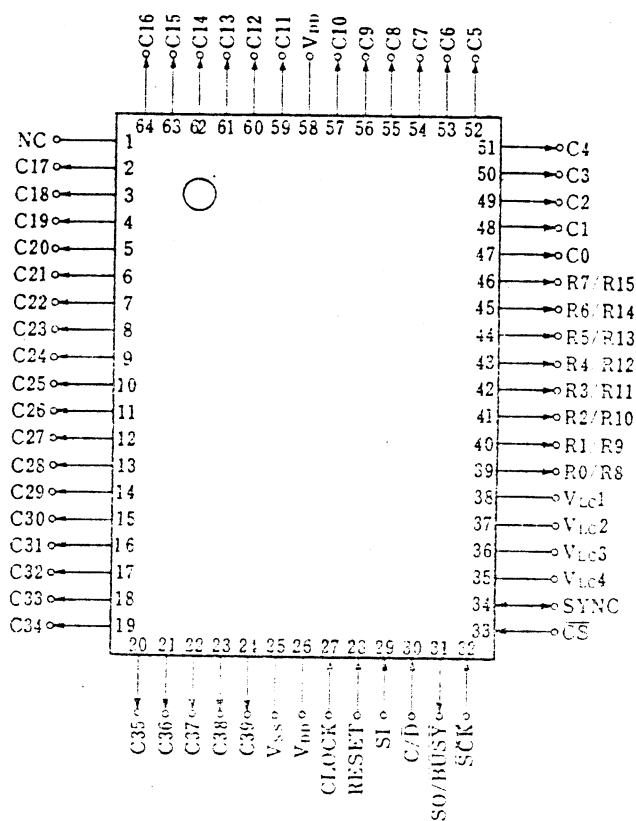 C16 C15 C14 C13 C12 C11 VDD C10 C9 C8 C7 C6 C5
64 63 62 61 60 59 58 57 56 55 54 53 52
NC 1
C17 2
C18 3
C19 4
C20 5
C21 6
C22 7
C23 8
C24 9
C25 10
C26 11
C27 12
C28 13
C29 14
C30 15
C31 16
C32 17
C33 18
C34 19
51 C4
50 C3
49 C2
48 C1
47 C0
46 R7/R15
45 R6/R14
44 R5/R13
43 R4/R12
42 R3/R11
41 R2/R10
40 R1/R9
39 R0/R8
38 VLC1
37 VLC2
36 VLC3
35 VLC4
34 SYNC
33 C̅S̅
20 21 22 23 24 25 26 27 28 29 30 31 32
C35 C36 C37 C38 C39 VSS VDD CLOCK RESET SI C/D̅ SO/B̅U̅S̅Y̅ S̅C̅K̅